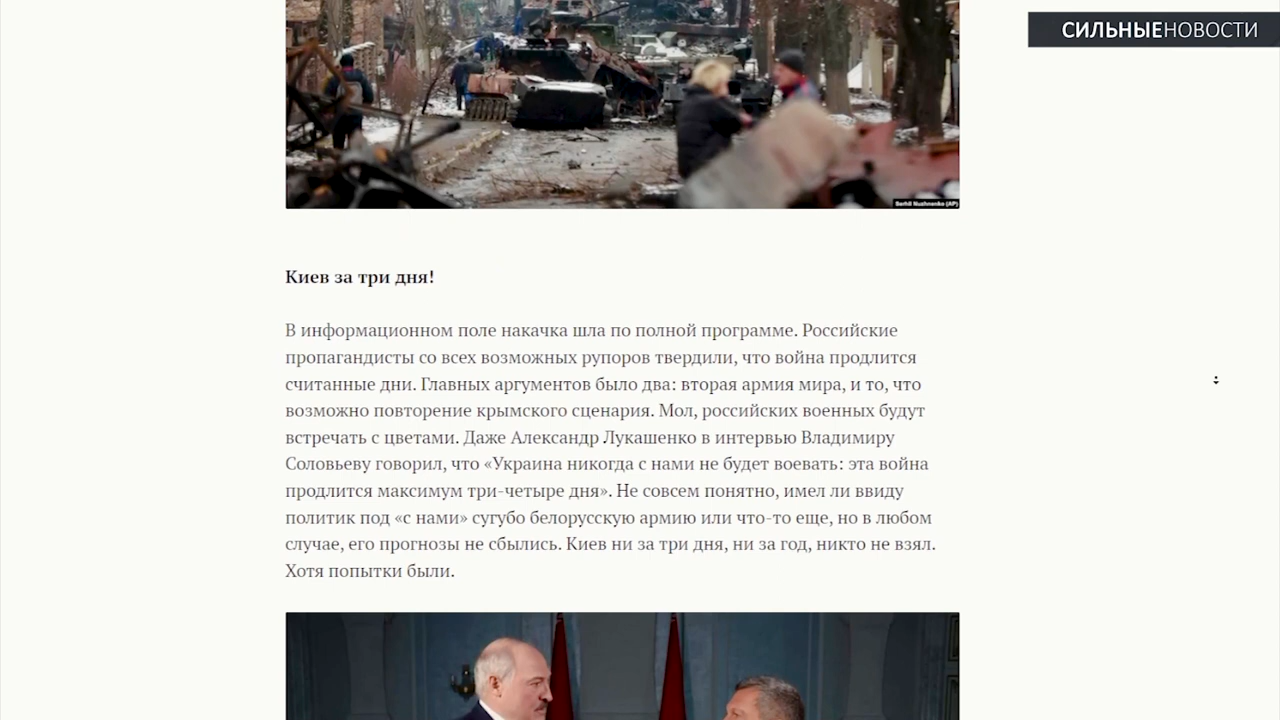 СИЛЬНЫЕНОВОСТИ
Serhii Nuzhnenko (AP)
Киев за три дня!
В информационном поле накачка шла по полной программе. Российские
пропагандисты со всех возможных рупоров твердили, что война продлится
считанные дни. Главных аргументов было два: вторая армия мира, и то, что
возможно повторение крымского сценария. Мол, российских военных будут
встречать с цветами. Даже Александр Лукашенко в интервью Владимиру
Соловьеву говорил, что «Украина никогда с нами не будет воевать: эта война
продлится максимум три-четыре дня». Не совсем понятно, имел ли ввиду
политик под «с нами» сугубо белорусскую армию или что-то еще, но в любом
случае, его прогнозы не сбылись. Киев ни за три дня, ни за год, никто не взял.
Хотя попытки были.